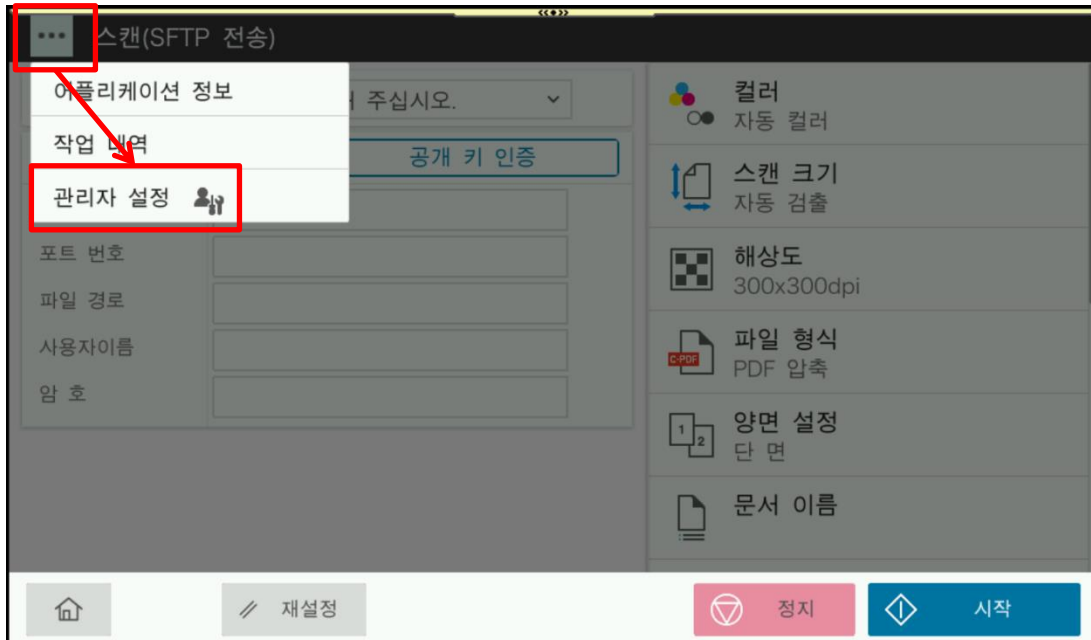 스캔(SFTP 전송)
어플리케이션 정보
작업 내역
관리자 설정
주십시오.
공개 키 인증
포트 번호
파일 경로
사용자이름
암 호
컬러
자동 컬러
스캔 크기
자동 검출
해상도
300x300dpi
C-PDF
파일 형식
PDF 압축
1
2
양면 설정
단 면
문서 이름
재설정
정지
시작